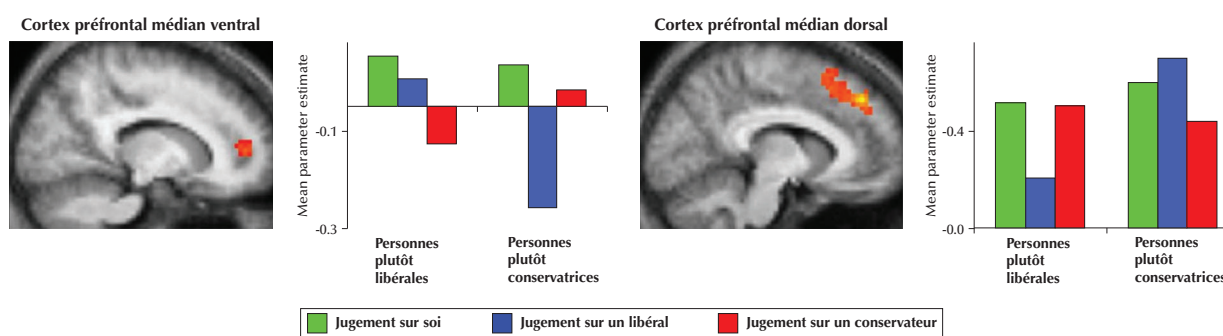 Cortex préfrontal médian ventral
Mean parameter estimate
-0.1
-0.3
Personnes
plutôt
libérales
Personnes
plutôt
conservatrices
Cortex préfrontal médian dorsal
Mean parameter estimate
-0.4
-0.0
Personnes
plutôt
libérales
Personnes
plutôt
conservatrices
Jugement sur soi
Jugement sur un libéral
Jugement sur un conservateur